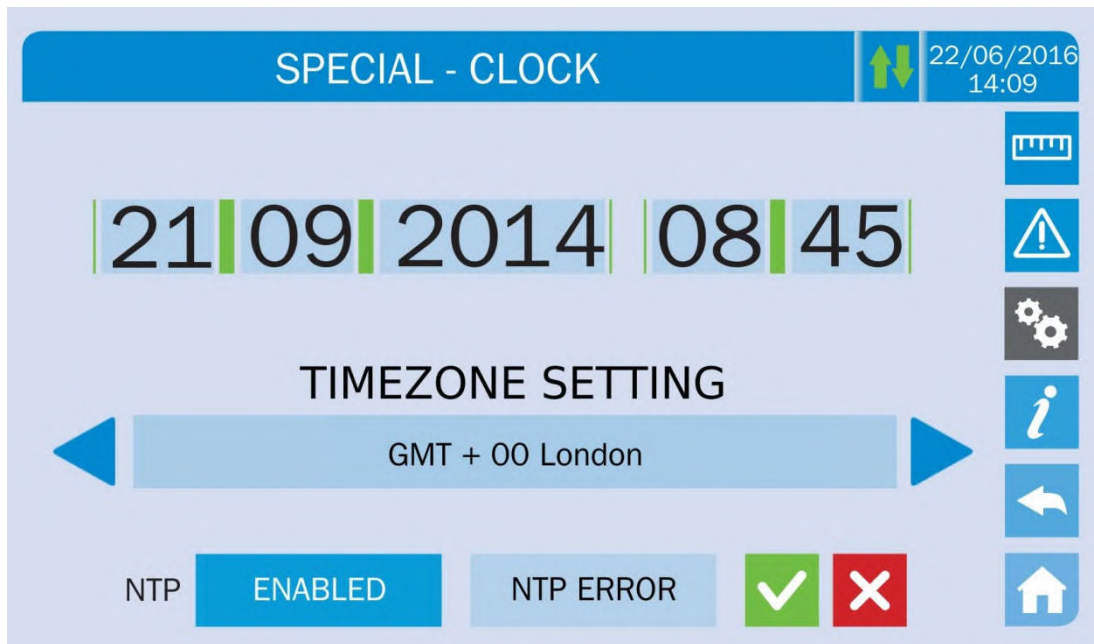 SPECIAL - CLOCK
22/06/2016
14:09
21 09 2014 08 45
TIMEZONE SETTING
GMT + 00 London
NTP ENABLED NTP ERROR